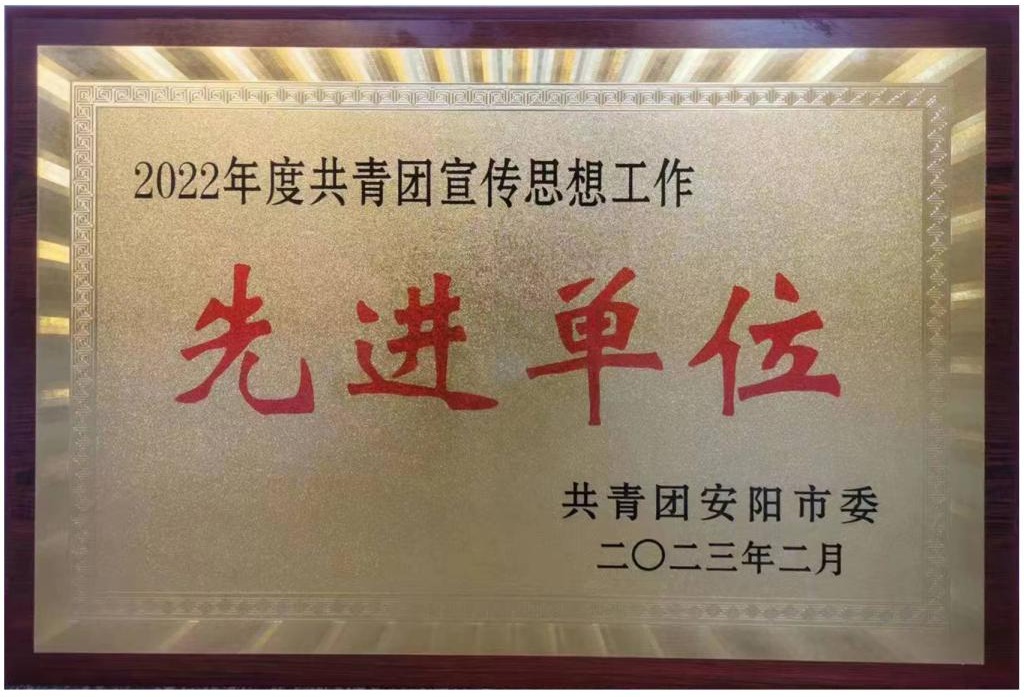 2022年度共青团宣传思想工作
先进单位
共青团安阳市委
二〇二三年二月